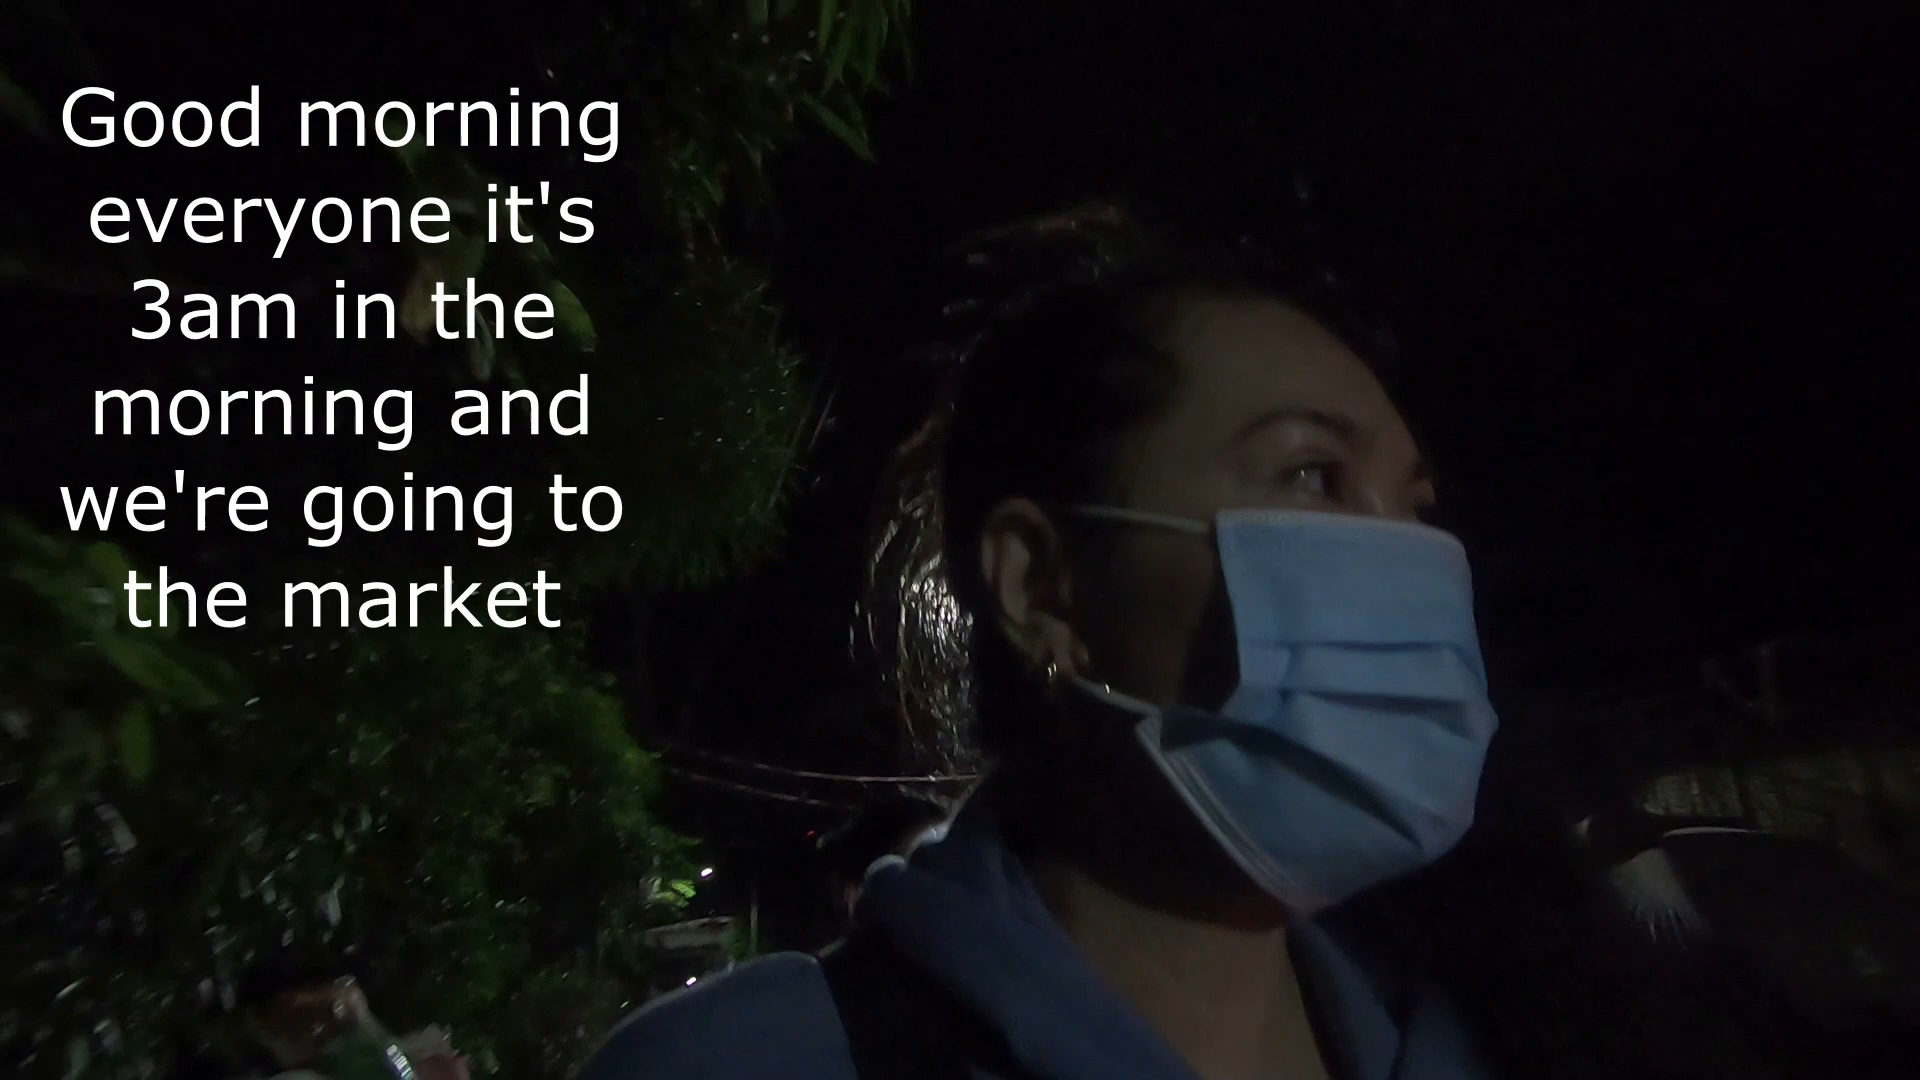 Good morning
everyone it's
3am in the
morning and
we're going to
the market